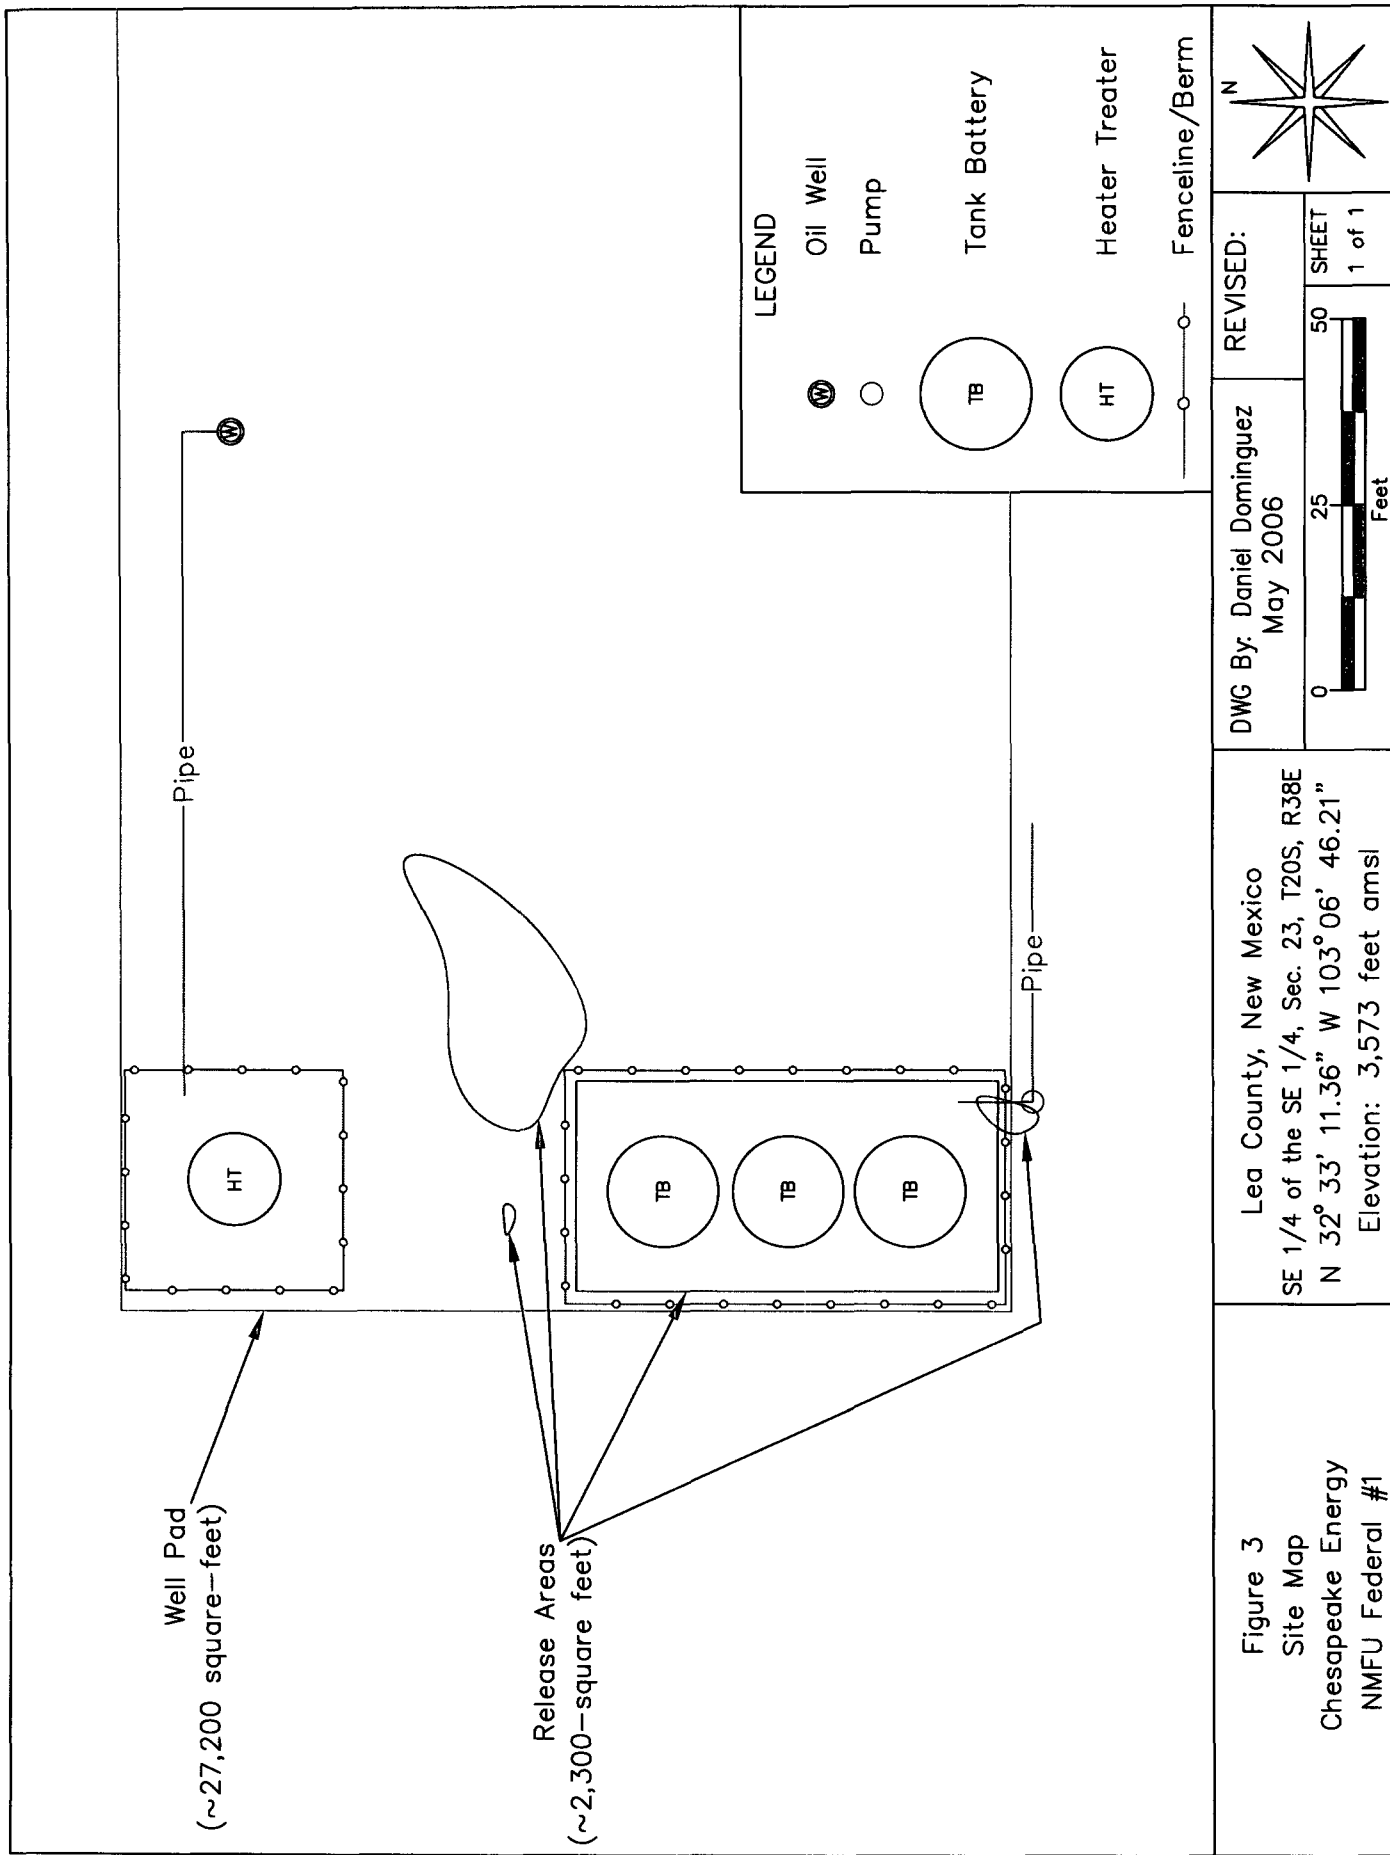 Well Pad
(~27,200 square-feet)
Pipe
W
HT
Release Areas
(~2,300-square feet)
TB
TB
TB
Pipe
LEGEND
W
Oil Well
Pump
TB
Tank Battery
HT
Heater Treater
Fenceline/Berm
Figure 3
Site Map
Chesapeake Energy
NMFU Federal #1
Lea County, New Mexico
SE 1/4 of the SE 1/4, Sec. 23, T20S, R38E
N 32° 33' 11.36" W 103° 06' 46.21"
Elevation: 3,573 feet amsl
DWG By: Daniel Dominguez
May 2006
REVISED:
0 25 50
Feet
SHEET
1 of 1
N